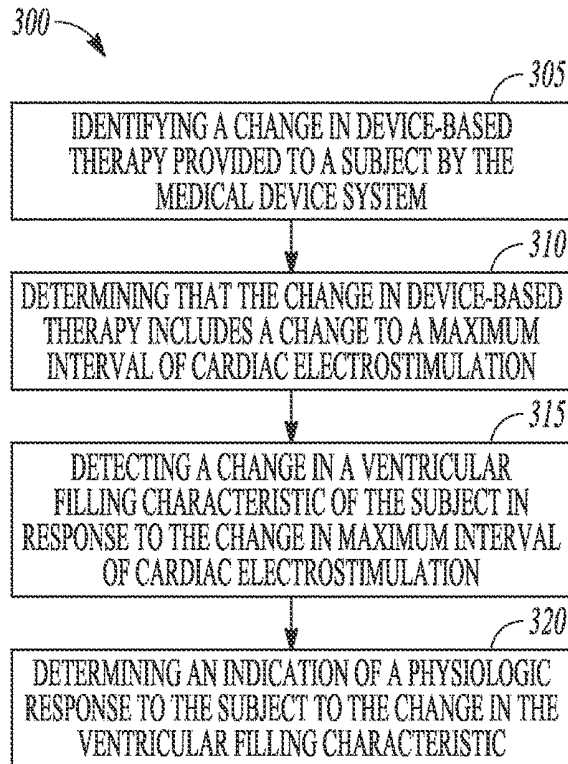 300
305
IDENTIFYING A CHANGE IN DEVICE-BASED
THERAPY PROVIDED TO A SUBJECT BY THE
MEDICAL DEVICE SYSTEM
310
DETERMINING THAT THE CHANGE IN DEVICE-BASED
THERAPY INCLUDES A CHANGE TO A MAXIMUM
INTERVAL OF CARDIAC ELECTROSTIMULATION
315
DETECTING A CHANGE IN A VENTRICULAR
FILLING CHARACTERISTIC OF THE SUBJECT IN
RESPONSE TO THE CHANGE IN MAXIMUM INTERVAL
OF CARDIAC ELECTROSTIMULATION
320
DETERMINING AN INDICATION OF A PHYSIOLOGIC
RESPONSE TO THE SUBJECT TO THE CHANGE IN THE
VENTRICULAR FILLING CHARACTERISTIC